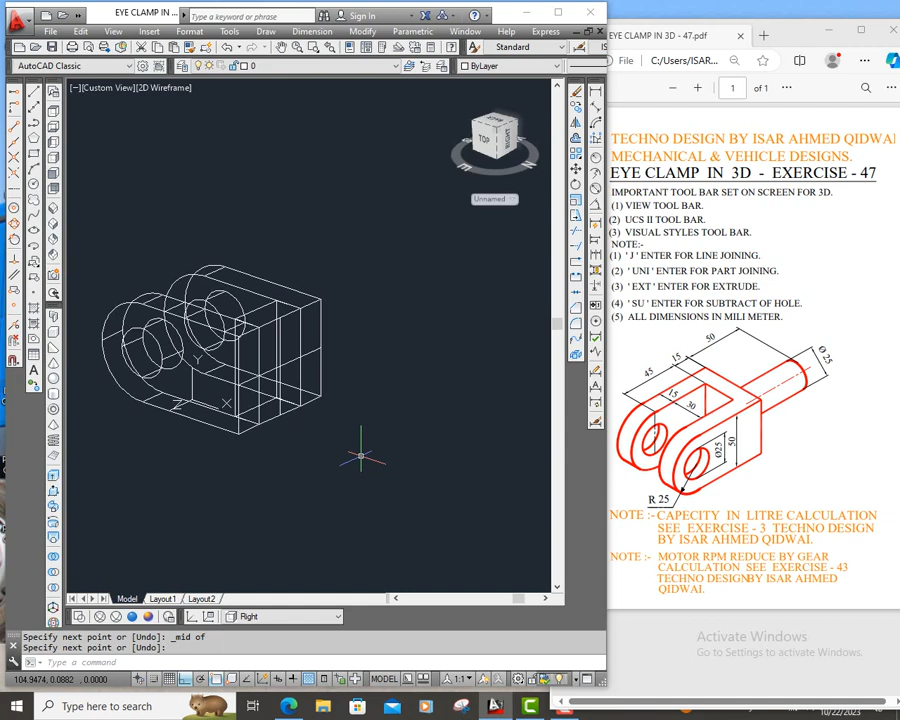 EYE CLAMP IN ...
Type a keyword or phrase
Sign In
File Edit View Insert Format Tools Draw Dimension Modify Parametric Window Help Express
Standard
AutoCAD Classic
0
ByLayer
[−][Custom View][2D Wireframe]
TOP
RIGHT
Unnamed
Y
Z
X
Model Layout1 Layout2
Right
Specify next point or [Undo]: _mid of
Specify next point or [Undo]:
Type a command
104.9474, 0.0882 , 0.0000
MODEL
1:1
Type here to search
EYE CLAMP IN 3D - 47.pdf
File
C:/Users/ISAR...
1
of 1
TECHNO DESIGN BY ISAR AHMED QIDWAI
MECHANICAL & VEHICLE DESIGNS.
EYE CLAMP IN 3D - EXERCISE - 47
IMPORTANT TOOL BAR SET ON SCREEN FOR 3D.
(1) VIEW TOOL BAR.
(2) UCS II TOOL BAR.
(3) VISUAL STYLES TOOL BAR.
NOTE:-
(1) ' J ' ENTER FOR LINE JOINING.
(2) ' UNI ' ENTER FOR PART JOINING.
(3) ' EXT ' ENTER FOR EXTRUDE.
(4) ' SU ' ENTER FOR SUBTRACT OF HOLE.
(5) ALL DIMENSIONS IN MILI METER.
50
Ø 25
15
45
15
30
Ø25
50
R 25
NOTE :- CAPECITY IN LITRE CALCULATION
SEE EXERCISE - 3 TECHNO DESIGN
BY ISAR AHMED QIDWAI.
NOTE :- MOTOR RPM REDUCE BY GEAR
CALCULATION SEE EXERCISE - 43
TECHNO DESIGN BY ISAR AHMED
QIDWAI.
Activate Windows
Go to Settings to activate Windows.
10/22/2023